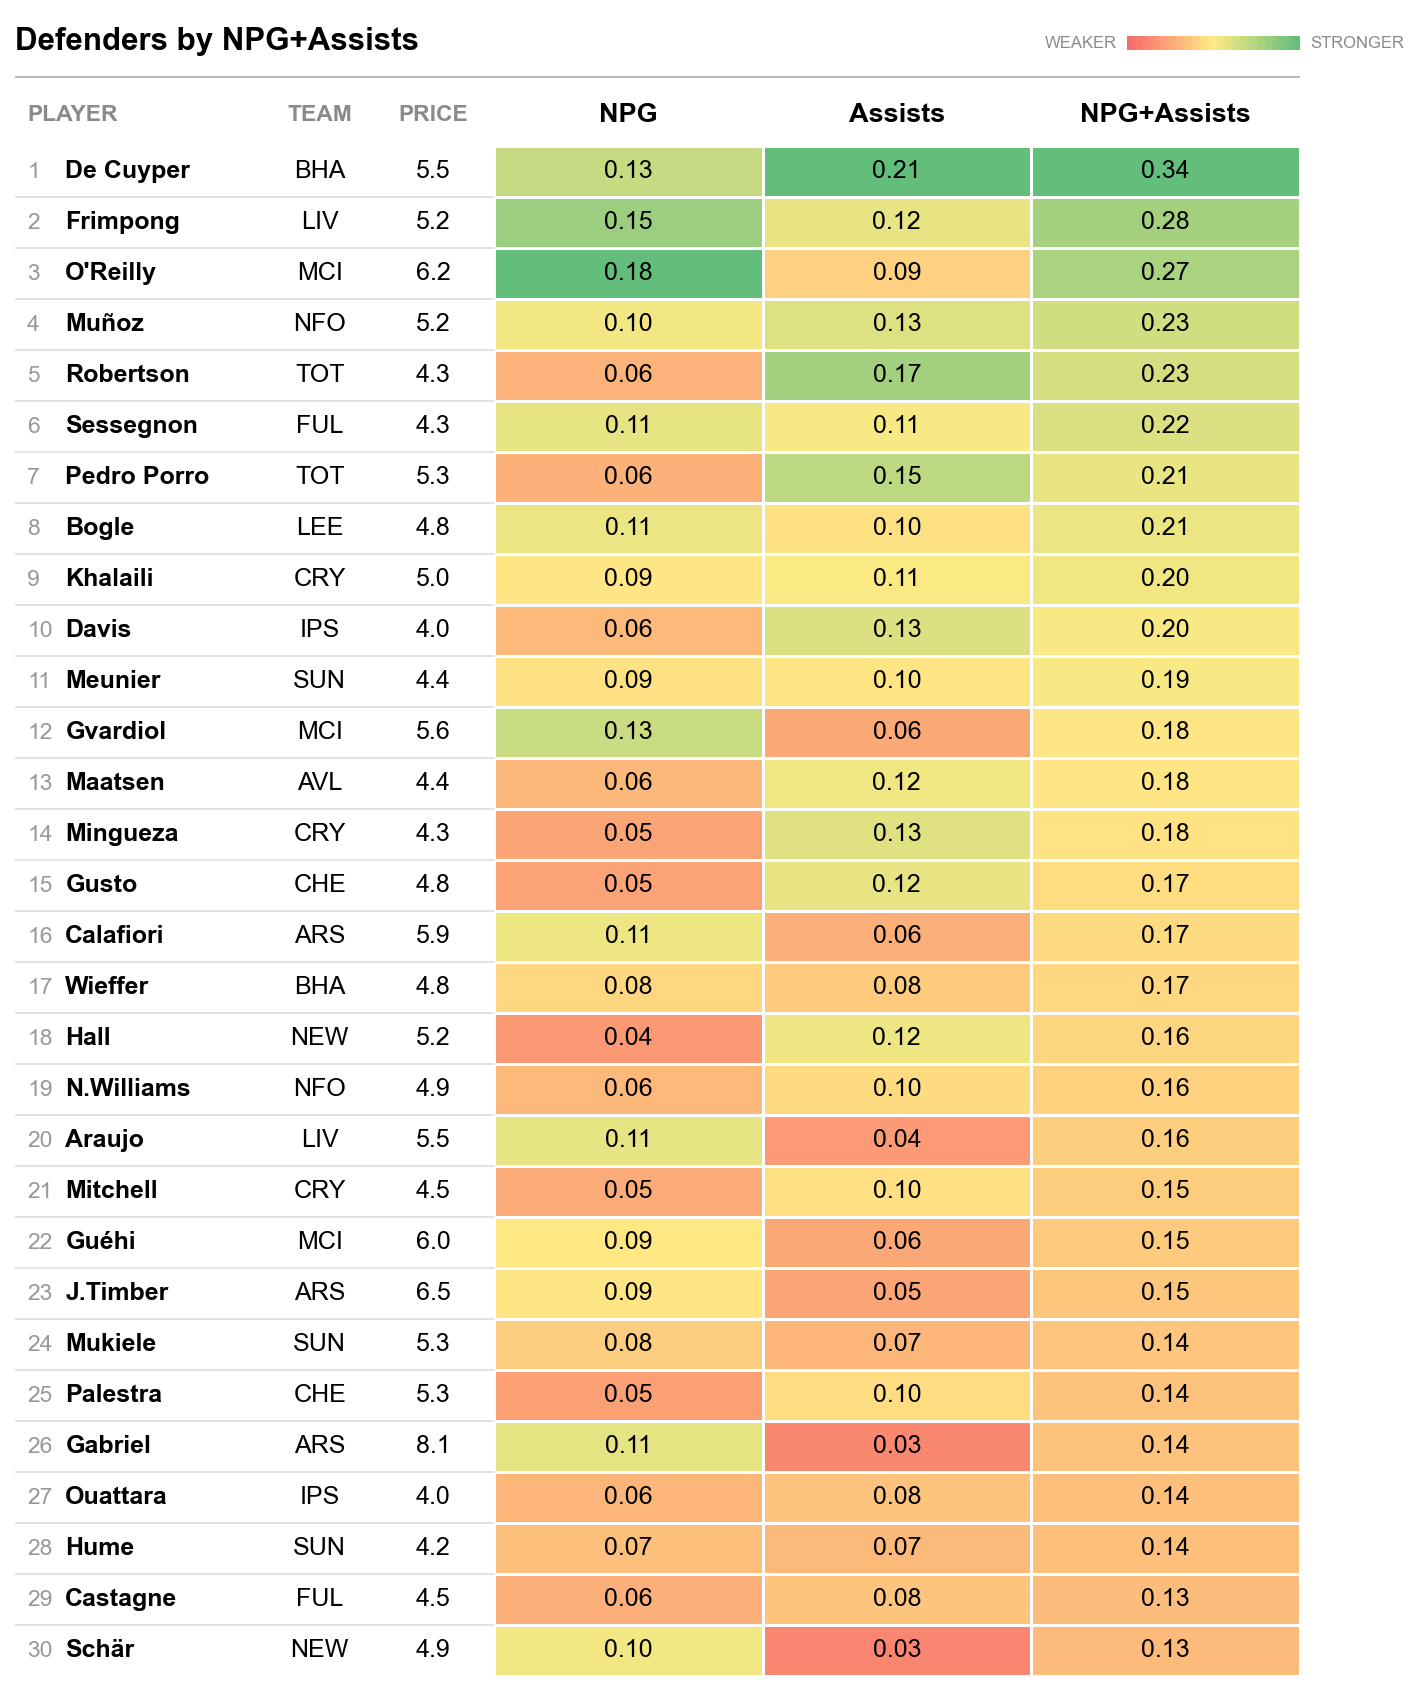 Defenders by NPG+Assists
WEAKER STRONGER
PLAYER TEAM PRICE NPG Assists NPG+Assists
1 De Cuyper BHA 5.5 0.13 0.21 0.34
2 Frimpong LIV 5.2 0.15 0.12 0.28
3 O'Reilly MCI 6.2 0.18 0.09 0.27
4 Muñoz NFO 5.2 0.10 0.13 0.23
5 Robertson TOT 4.3 0.06 0.17 0.23
6 Sessegnon FUL 4.3 0.11 0.11 0.22
7 Pedro Porro TOT 5.3 0.06 0.15 0.21
8 Bogle LEE 4.8 0.11 0.10 0.21
9 Khalaili CRY 5.0 0.09 0.11 0.20
10 Davis IPS 4.0 0.06 0.13 0.20
11 Meunier SUN 4.4 0.09 0.10 0.19
12 Gvardiol MCI 5.6 0.13 0.06 0.18
13 Maatsen AVL 4.4 0.06 0.12 0.18
14 Mingueza CRY 4.3 0.05 0.13 0.18
15 Gusto CHE 4.8 0.05 0.12 0.17
16 Calafiori ARS 5.9 0.11 0.06 0.17
17 Wieffer BHA 4.8 0.08 0.08 0.17
18 Hall NEW 5.2 0.04 0.12 0.16
19 N.Williams NFO 4.9 0.06 0.10 0.16
20 Araujo LIV 5.5 0.11 0.04 0.16
21 Mitchell CRY 4.5 0.05 0.10 0.15
22 Guéhi MCI 6.0 0.09 0.06 0.15
23 J.Timber ARS 6.5 0.09 0.05 0.15
24 Mukiele SUN 5.3 0.08 0.07 0.14
25 Palestra CHE 5.3 0.05 0.10 0.14
26 Gabriel ARS 8.1 0.11 0.03 0.14
27 Ouattara IPS 4.0 0.06 0.08 0.14
28 Hume SUN 4.2 0.07 0.07 0.14
29 Castagne FUL 4.5 0.06 0.08 0.13
30 Schär NEW 4.9 0.10 0.03 0.13